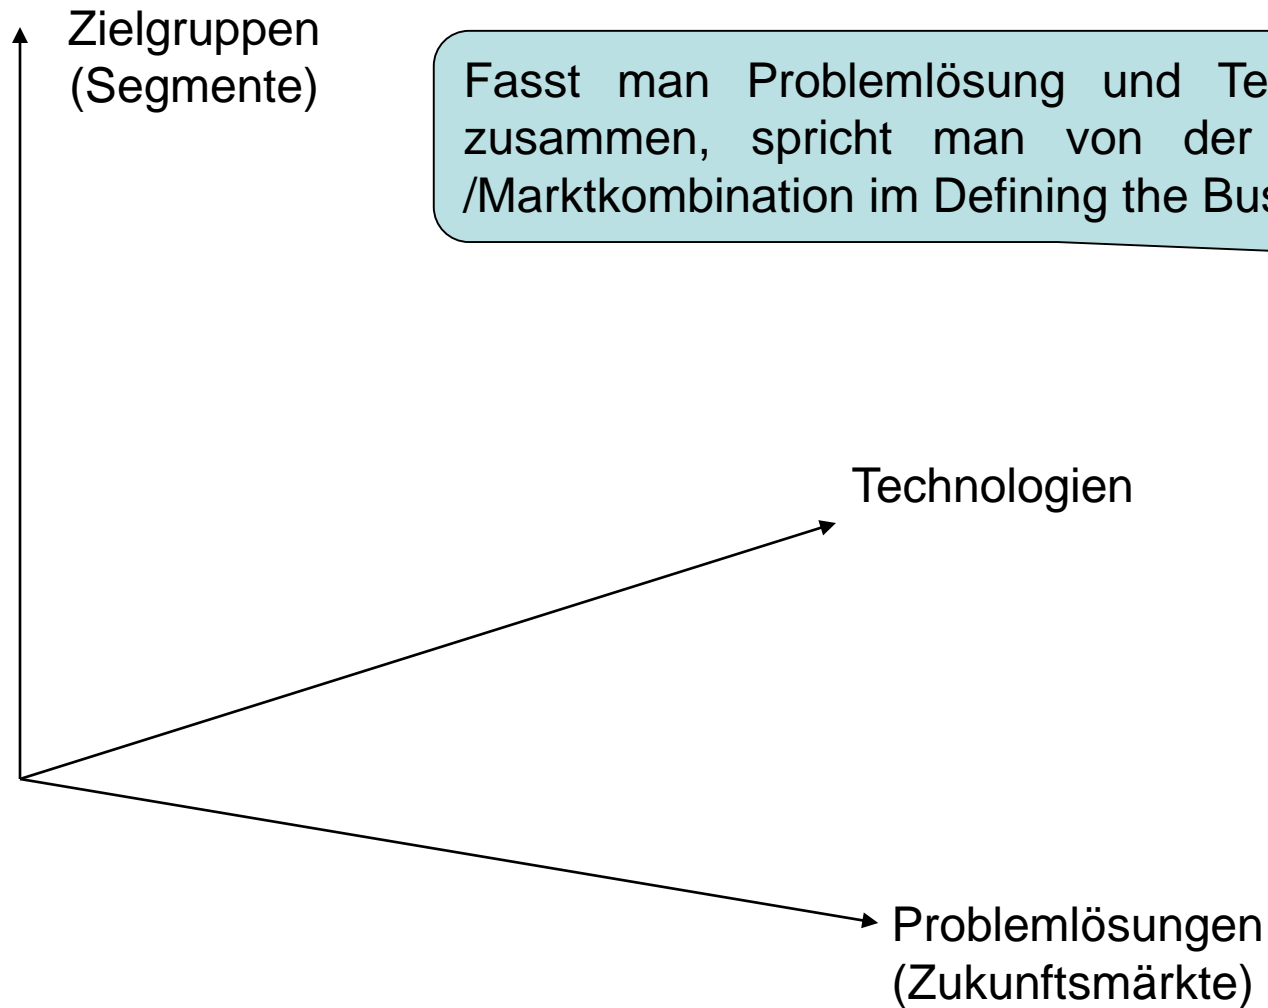 Zielgruppen
(Segmente)
Fasst man Problemlösung und Te
zusammen, spricht man von der
/Marktkombination im Defining the Bus
Technologien
Problemlösungen
(Zukunftsmärkte)